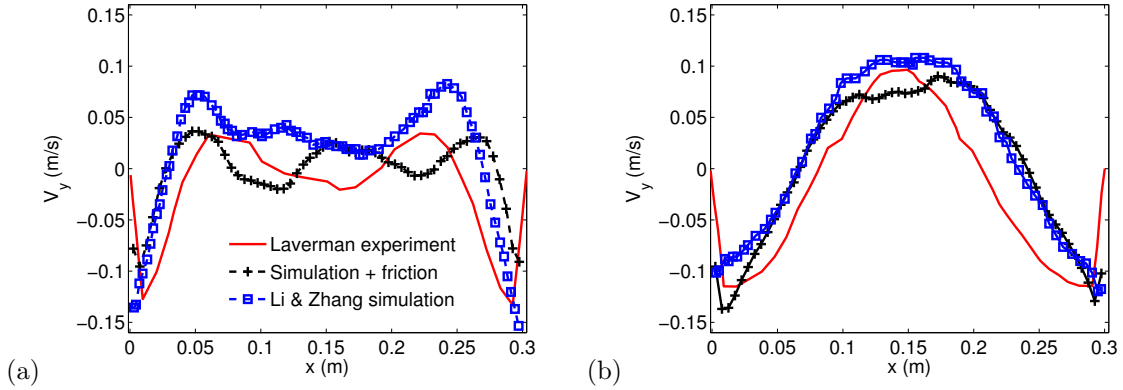 0.15
0.1
0.05
0
−0.05
−0.1
−0.15
V_y (m/s)
Laverman experiment
Simulation + friction
Li & Zhang simulation
0 0.05 0.1 0.15 0.2 0.25 0.3
x (m)
(a)
0.15
0.1
0.05
0
−0.05
−0.1
−0.15
V_y (m/s)
0 0.05 0.1 0.15 0.2 0.25 0.3
x (m)
(b)